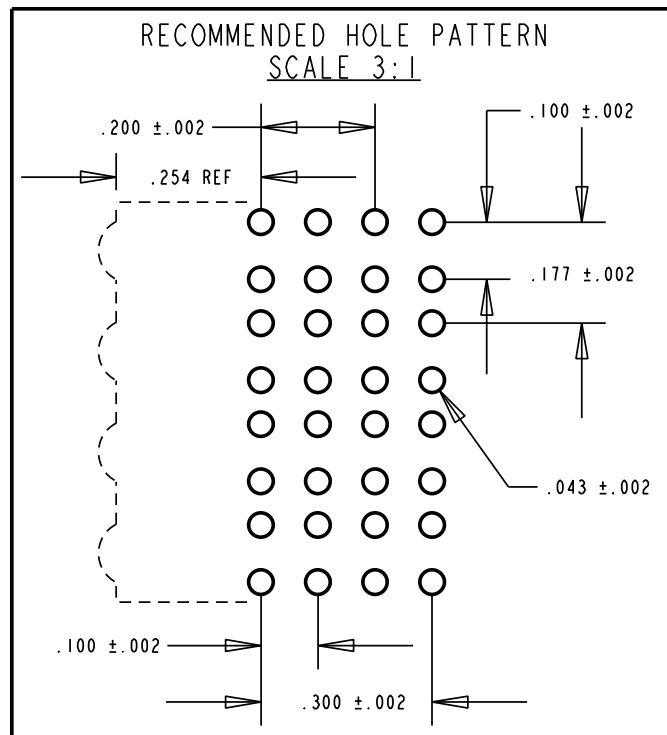 RECOMMENDED HOLE PATTERN
SCALE 3:1
.200 ±.002
.100 ±.002
.254 REF
.177 ±.002
.043 ±.002
.100 ±.002
.300 ±.002